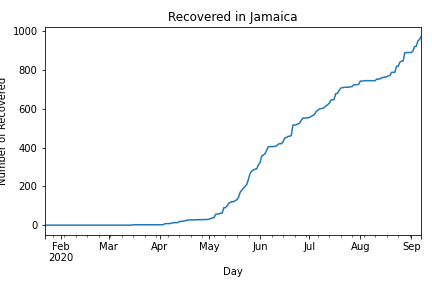 Recovered in Jamaica
Number of Recovered
1000
800
600
400
200
0
Feb Mar Apr May Jun Jul Aug Sep
2020
Day